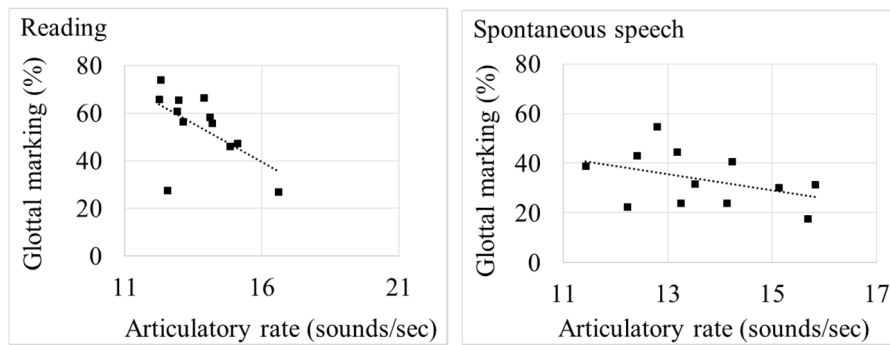 Reading
Glottal marking (%)
80
60
40
20
0
11 16 21
Articulatory rate (sounds/sec)
Spontaneous speech
Glottal marking (%)
80
60
40
20
0
11 13 15 17
Articulatory rate (sounds/sec)